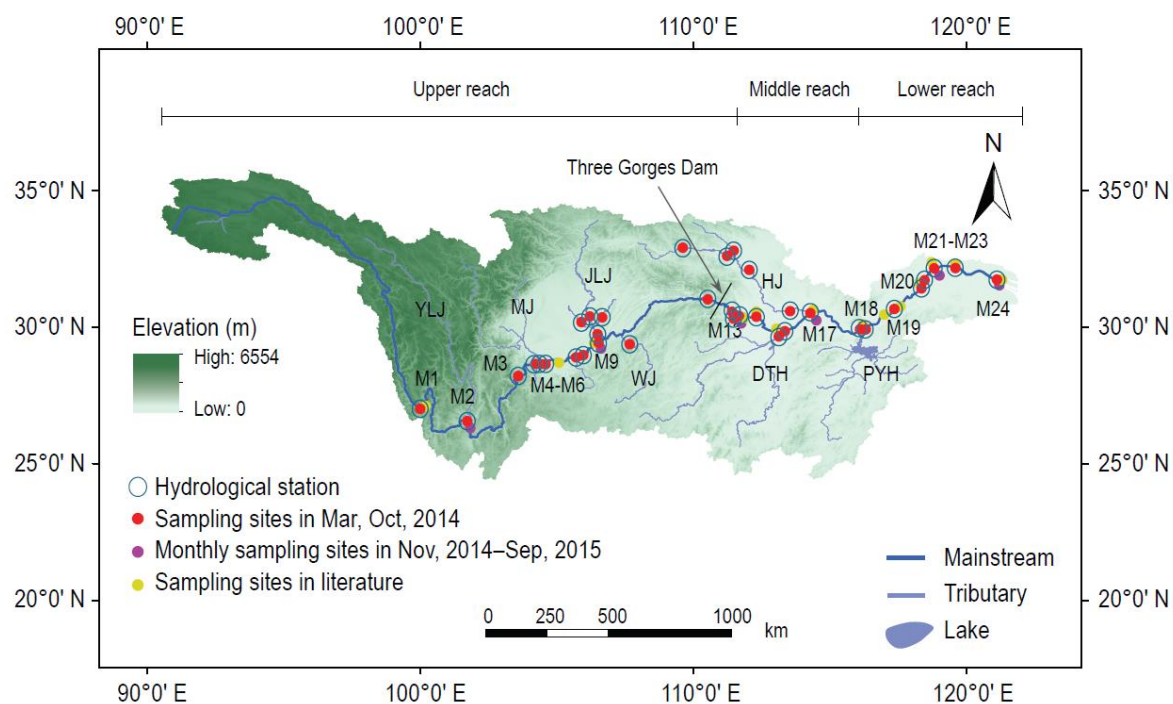 90°0' E 100°0' E 110°0' E 120°0' E
Upper reach Middle reach Lower reach
Three Gorges Dam
N
35°0' N 35°0' N
M21-M23
JLJ HJ M20
YLJ MJ M24
30°0' N M18 30°0' N
Elevation (m) M13 M17 M19
High: 6554 M3 M9
M1 M4-M6 WJ DTH PYH
Low: 0 M2
25°0' N 25°0' N
Hydrological station
Sampling sites in Mar, Oct, 2014
Monthly sampling sites in Nov, 2014–Sep, 2015
Sampling sites in literature
Mainstream
Tributary
Lake
20°0' N 20°0' N
0 250 500 1000
km
90°0' E 100°0' E 110°0' E 120°0' E